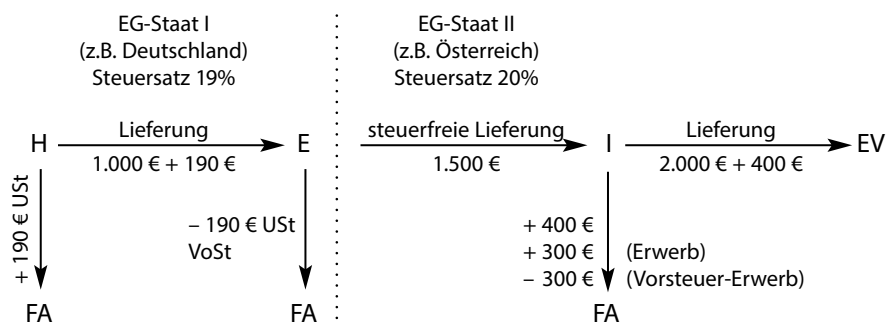 EG-Staat I
(z.B. Deutschland)
Steuersatz 19%
EG-Staat II
(z.B. Österreich)
Steuersatz 20%
H
Lieferung
1.000 € + 190 €
E
steuerfreie Lieferung
1.500 €
I
Lieferung
2.000 € + 400 €
EV
+ 190 € USt
– 190 € USt
VoSt
+ 400 €
+ 300 € (Erwerb)
– 300 € (Vorsteuer-Erwerb)
FA
FA
FA